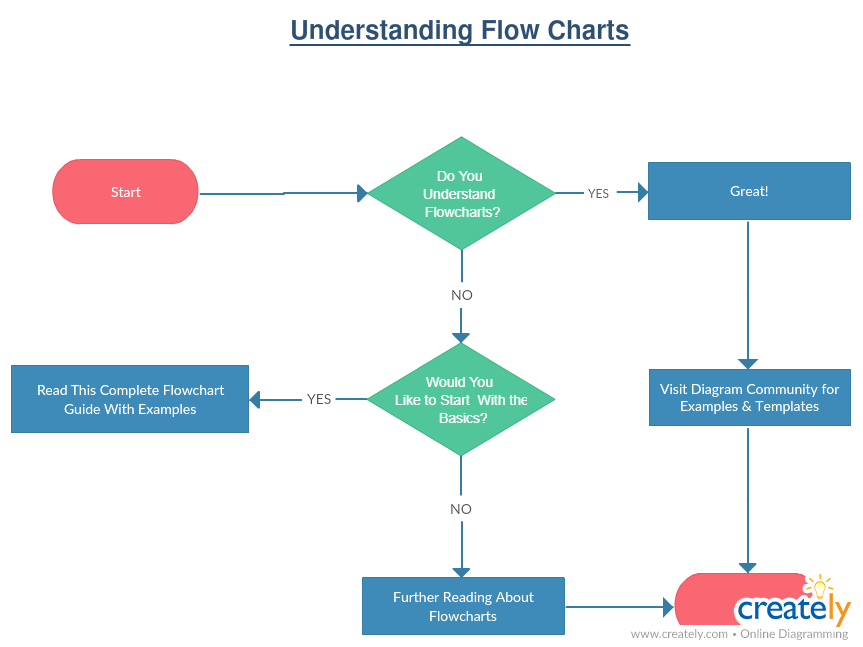 Understanding Flow Charts
Start
Do You
Understand
Flowcharts?
YES
Great!
NO
Read This Complete Flowchart
Guide With Examples
YES
Would You
Like to Start With the
Basics?
Visit Diagram Community for
Examples & Templates
NO
Further Reading About
Flowcharts
creately
www.creately.com • Online Diagramming